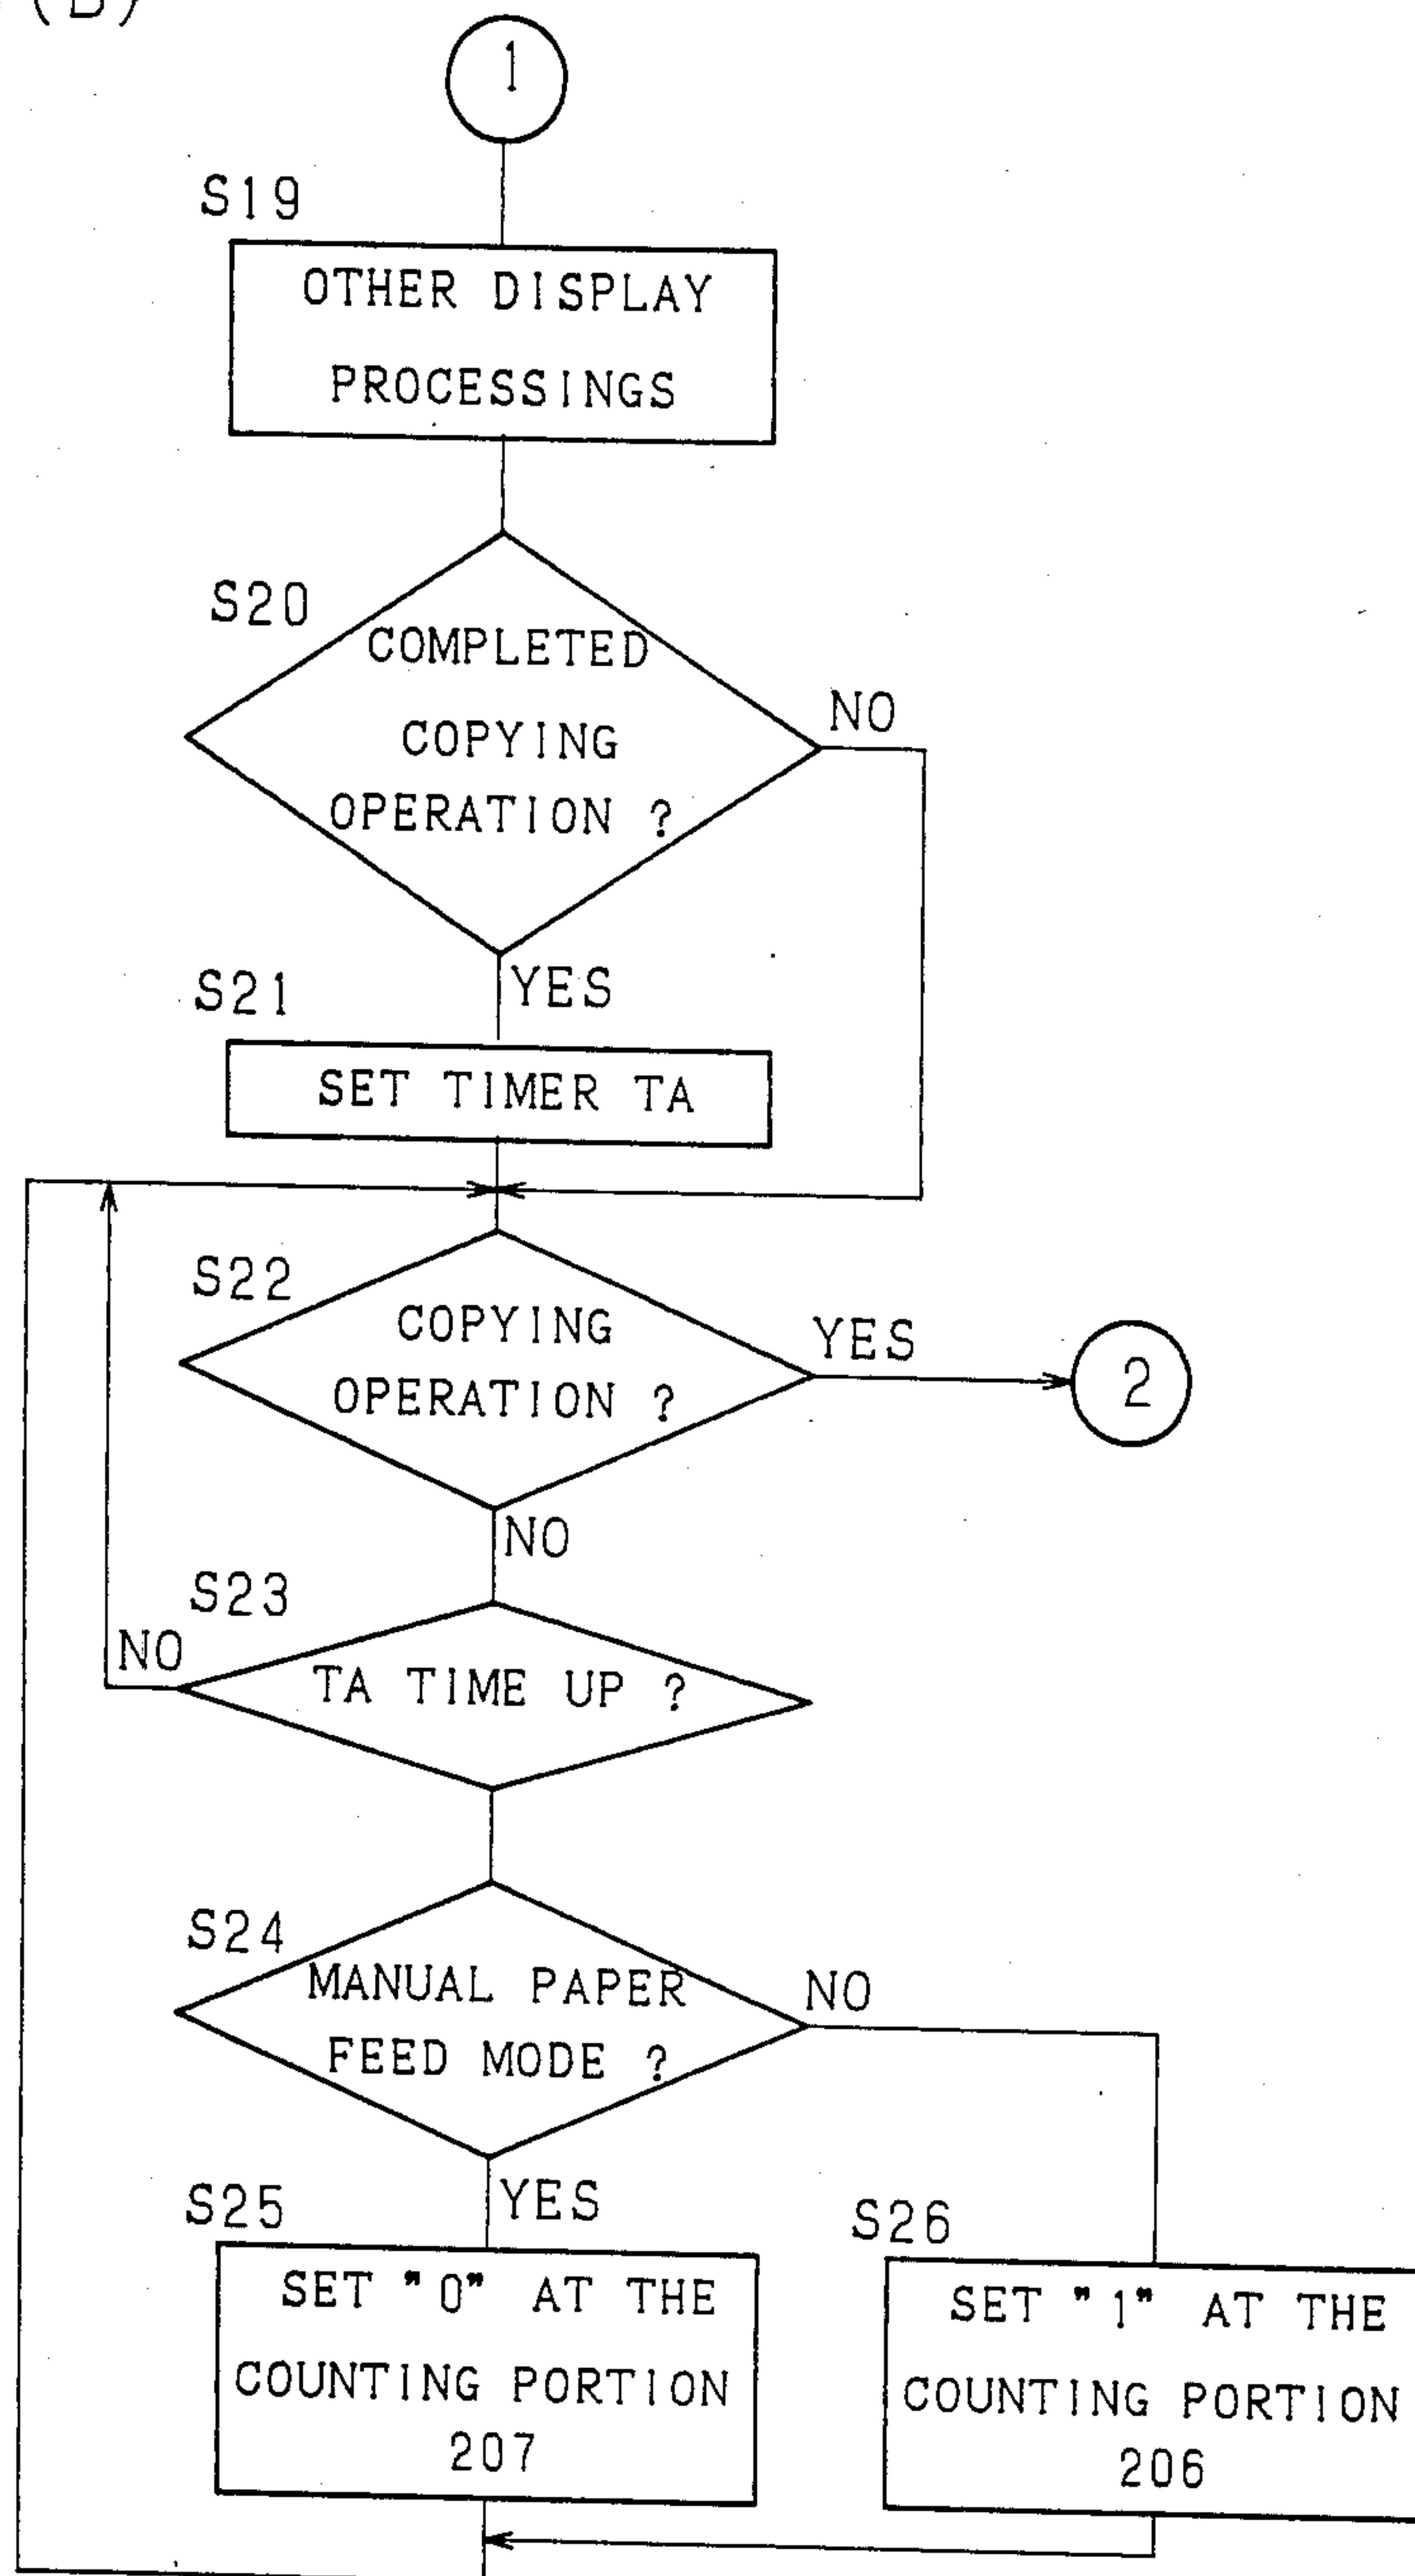 (B)
1
S19
OTHER DISPLAY
PROCESSINGS
S20
COMPLETED
COPYING
OPERATION ?
NO
YES
S21
SET TIMER TA
S22
COPYING
OPERATION ?
YES
2
NO
S23
NO
TA TIME UP ?
S24
MANUAL PAPER
FEED MODE ?
NO
YES
S25
SET "0" AT THE
COUNTING PORTION
207
S26
SET "1" AT THE
COUNTING PORTION
206